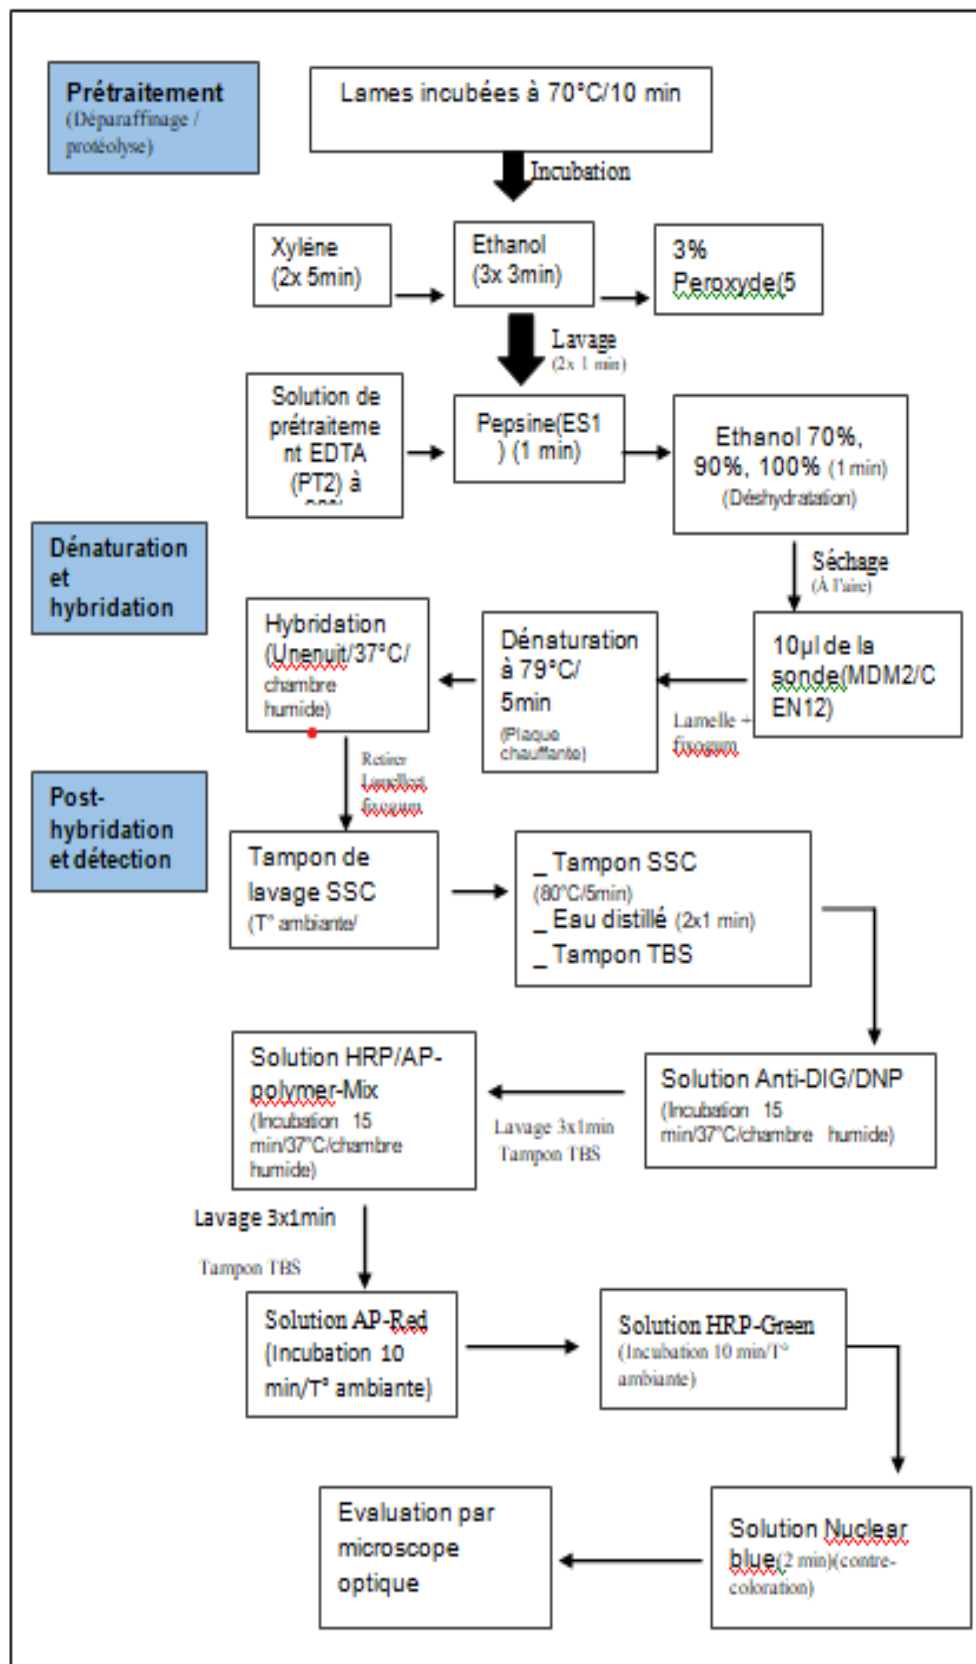 Prétraitement
(Déparaffinage /
protéolyse)
Lames incubées à 70°C/10 min
Incubation
Xyléne
(2x 5min)
Ethanol
(3x 3min)
3%
Peroxyde(5
Lavage
(2x 1 min)
Solution de
prétraiteme
nt EDTA
(PT2) à
Pepsine(ES1
) (1 min)
Ethanol 70%,
90%, 100% (1 min)
(Déshydratation)
Séchage
(À l'aire)
Dénaturation
et
hybridation
10µl de la
sonde(MDM2/C
EN12)
Lamelle +
fixogum
Dénaturation
à 79°C/
5min
(Plaque
chauffante)
Hybridation
(Unenuit/37°C/
chambre
humide)
Retirer
Lamelleet
fixogum
Post-
hybridation
et détection
Tampon de
lavage SSC
(T° ambiante/
_ Tampon SSC
(80°C/5min)
_ Eau distillé (2x1 min)
_ Tampon TBS
Solution Anti-DIG/DNP
(Incubation 15
min/37°C/chambre humide)
Lavage 3x1min
Tampon TBS
Solution HRP/AP-
polymer-Mix
(Incubation 15
min/37°C/chambre
humide)
Lavage 3x1min
Tampon TBS
Solution AP-Red
(Incubation 10
min/T° ambiante)
Solution HRP-Green
(Incubation 10 min/T°
ambiante)
Solution Nuclear
blue(2 min)(contre-
coloration)
Evaluation par
microscope
optique